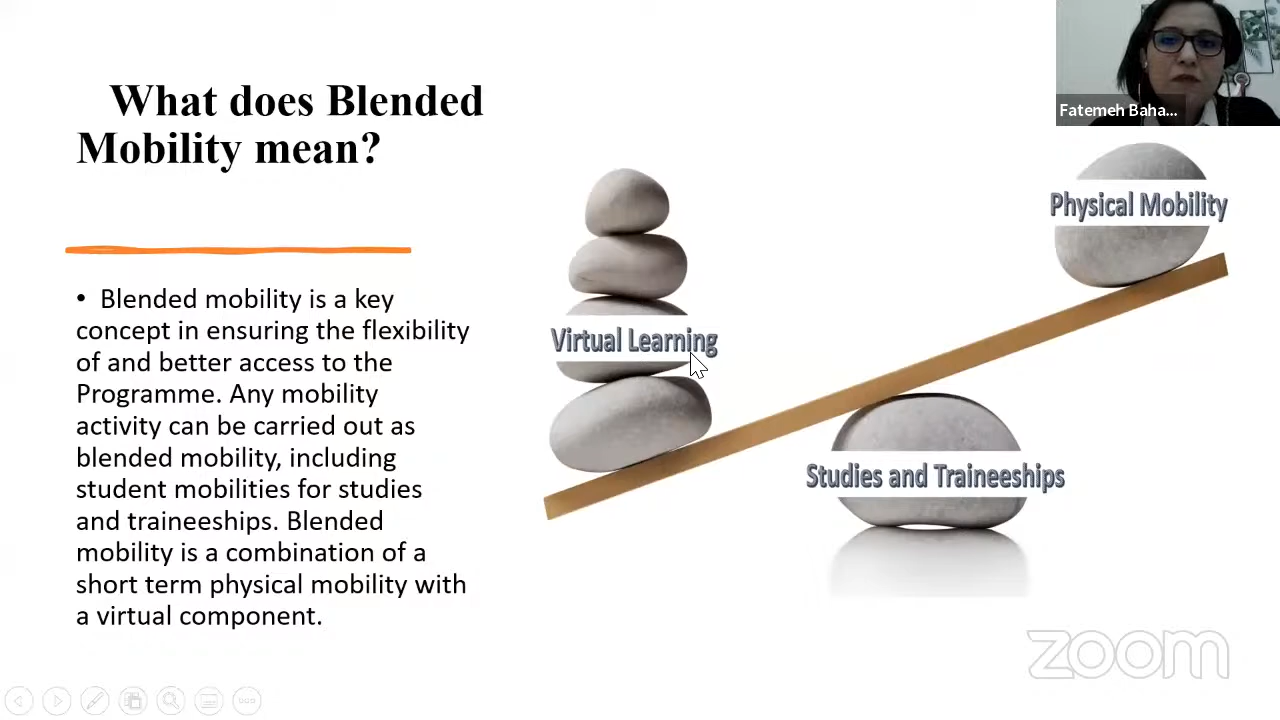 What does Blended
Mobility mean?
Fatemeh Baha...
Physical Mobility
• Blended mobility is a key
concept in ensuring the flexibility
of and better access to the
Programme. Any mobility
activity can be carried out as
blended mobility, including
student mobilities for studies
and traineeships. Blended
mobility is a combination of a
short term physical mobility with
a virtual component.
Virtual Learning
Studies and Traineeships
zoom